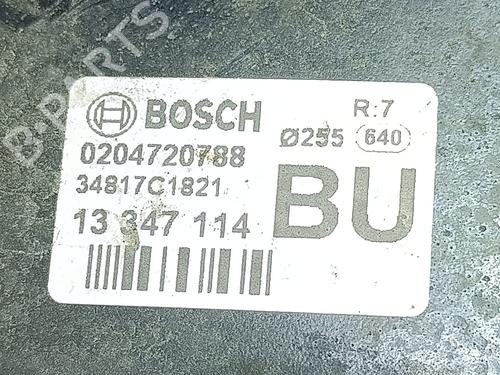 B-PARTS
BOSCH
R:7
0204720788
Ø255 640
34817C1821
13 347 114
BU